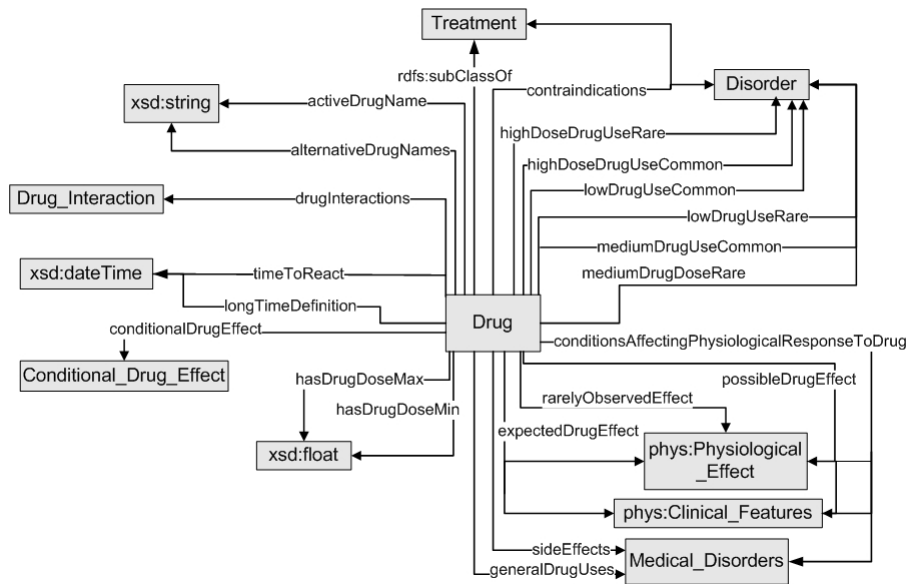 Treatment
rdfs:subClassOf
Disorder
xsd:string
activeDrugName
contraindications
highDoseDrugUseRare
alternativeDrugNames
highDoseDrugUseCommon
Drug_Interaction
drugInteractions
lowDrugUseCommon
lowDrugUseRare
mediumDrugUseCommon
xsd:dateTime
timeToReact
mediumDrugDoseRare
longTimeDefinition
Drug
conditionalDrugEffect
conditionsAffectingPhysiologicalResponseToDrug
Conditional_Drug_Effect
hasDrugDoseMax
possibleDrugEffect
rarelyObservedEffect
hasDrugDoseMin
expectedDrugEffect
xsd:float
phys:Physiological
_Effect
phys:Clinical_Features
sideEffects
Medical_Disorders
generalDrugUses